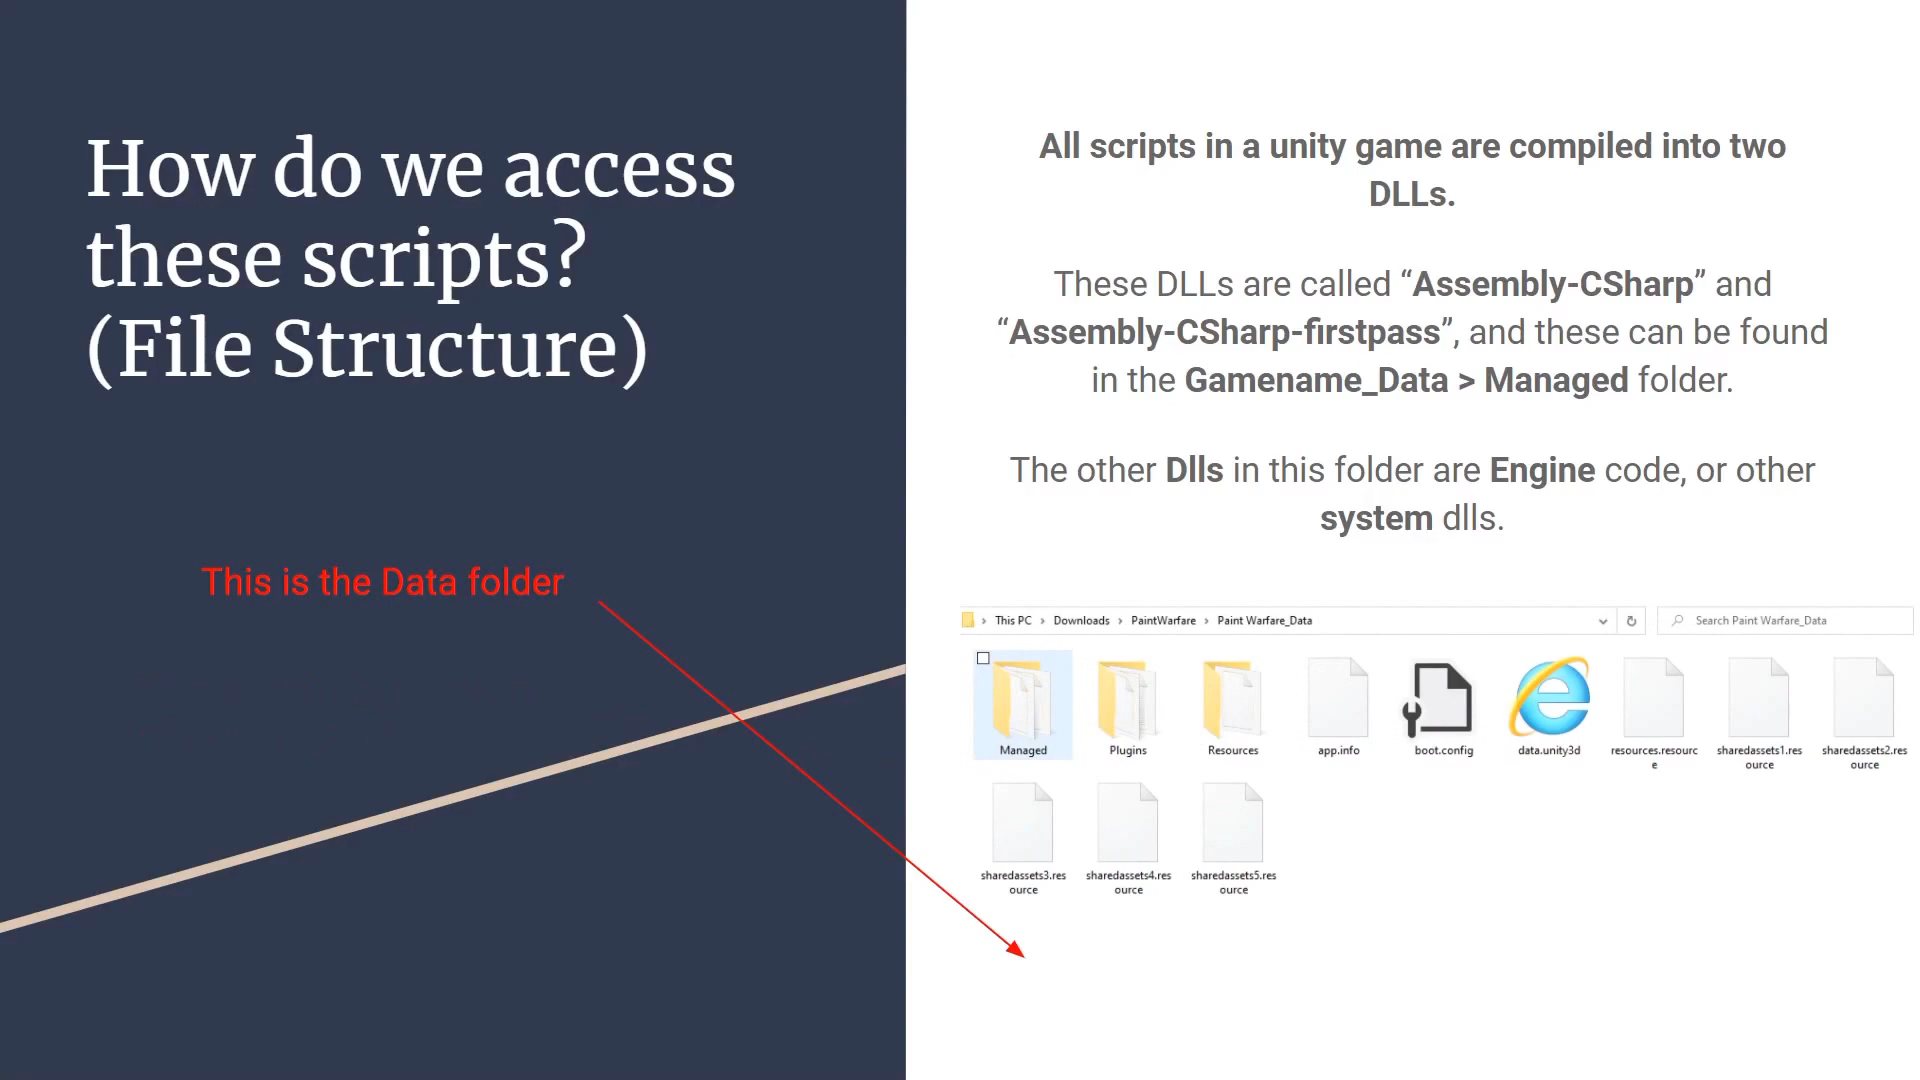 How do we access
these scripts?
(File Structure)
This is the Data folder
All scripts in a unity game are compiled into two
DLLs.
These DLLs are called “Assembly-CSharp” and
“Assembly-CSharp-firstpass”, and these can be found
in the Gamename_Data > Managed folder.
The other Dlls in this folder are Engine code, or other
system dlls.
This PC > Downloads > PaintWarfare > Paint Warfare_Data
Search Paint Warfare_Data
Managed
Plugins
Resources
app.info
boot.config
data.unity3d
resources.resourc
e
sharedassets1.res
ource
sharedassets2.res
ource
sharedassets3.res
ource
sharedassets4.res
ource
sharedassets5.res
ource